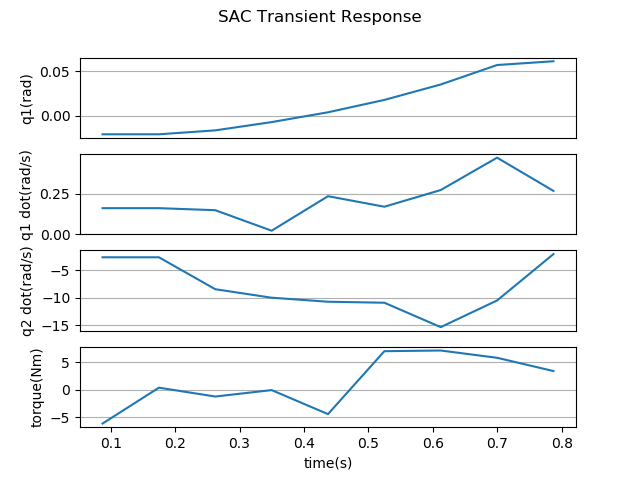 SAC Transient Response
0.05
0.00
q1(rad)
0.25
0.00
q1 dot(rad/s)
−5
−10
−15
q2 dot(rad/s)
5
0
−5
torque(Nm)
0.1 0.2 0.3 0.4 0.5 0.6 0.7 0.8
time(s)